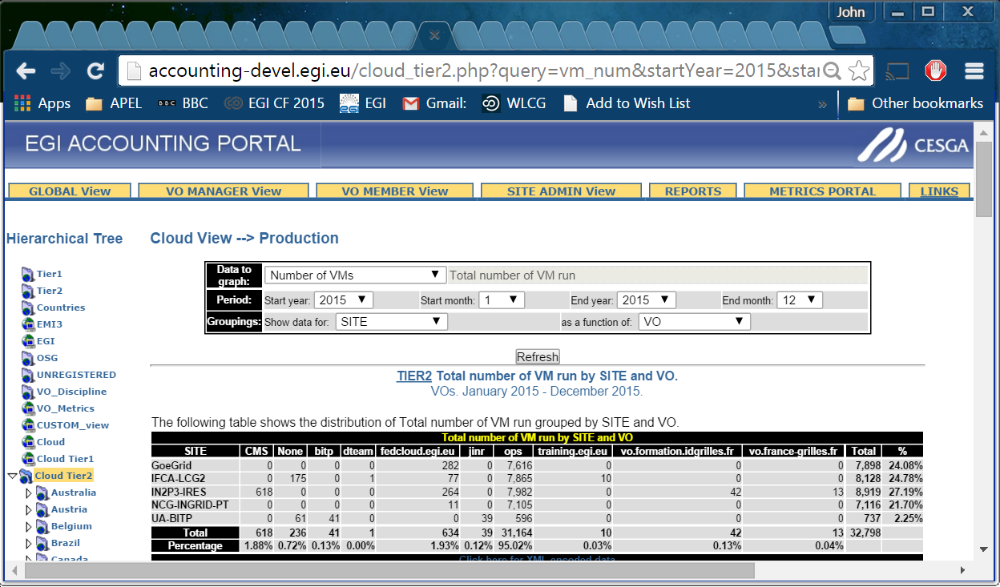 John
accounting-devel.egi.eu/cloud_tier2.php?query=vm_num&startYear=2015&star
Apps APEL BBC BBC EGI CF 2015 EGI Gmail: WLCG Add to Wish List » Other bookmarks
EGI ACCOUNTING PORTAL CESGA
GLOBAL View VO MANAGER View VO MEMBER View SITE ADMIN View REPORTS METRICS PORTAL LINKS
Hierarchical Tree
Tier1
Tier2
Countries
EMI3
EGI
OSG
UNREGISTERED
VO_Discipline
VO_Metrics
CUSTOM_view
Cloud
Cloud Tier1
Cloud Tier2
Australia
Austria
Belgium
Brazil
Canada
Cloud View --> Production
Data to graph: Number of VMs Total number of VM run
Period: Start year: 2015 Start month: 1 End year: 2015 End month: 12
Groupings: Show data for: SITE as a function of: VO
Refresh
TIER2 Total number of VM run by SITE and VO.
VOs. January 2015 - December 2015.
The following table shows the distribution of Total number of VM run grouped by SITE and VO.
Total number of VM run by SITE and VO
SITE CMS None bitp dteam fedcloud.egi.eu jinr ops training.egi.eu vo.formation.idgrilles.fr vo.france-grilles.fr Total %
GoeGrid 0 0 0 0 282 0 7,616 0 0 0 7,898 24.08%
IFCA-LCG2 0 175 0 1 77 0 7,865 10 0 0 8,128 24.78%
IN2P3-IRES 618 0 0 0 264 0 7,982 0 42 13 8,919 27.19%
NCG-INGRID-PT 0 0 0 0 11 0 7,105 0 0 0 7,116 21.70%
UA-BITP 0 61 41 0 0 39 596 0 0 0 737 2.25%
Total 618 236 41 1 634 39 31,164 10 42 13 32,798
Percentage 1.88% 0.72% 0.13% 0.00% 1.93% 0.12% 95.02% 0.03% 0.13% 0.04%
Click here for XML encoded data